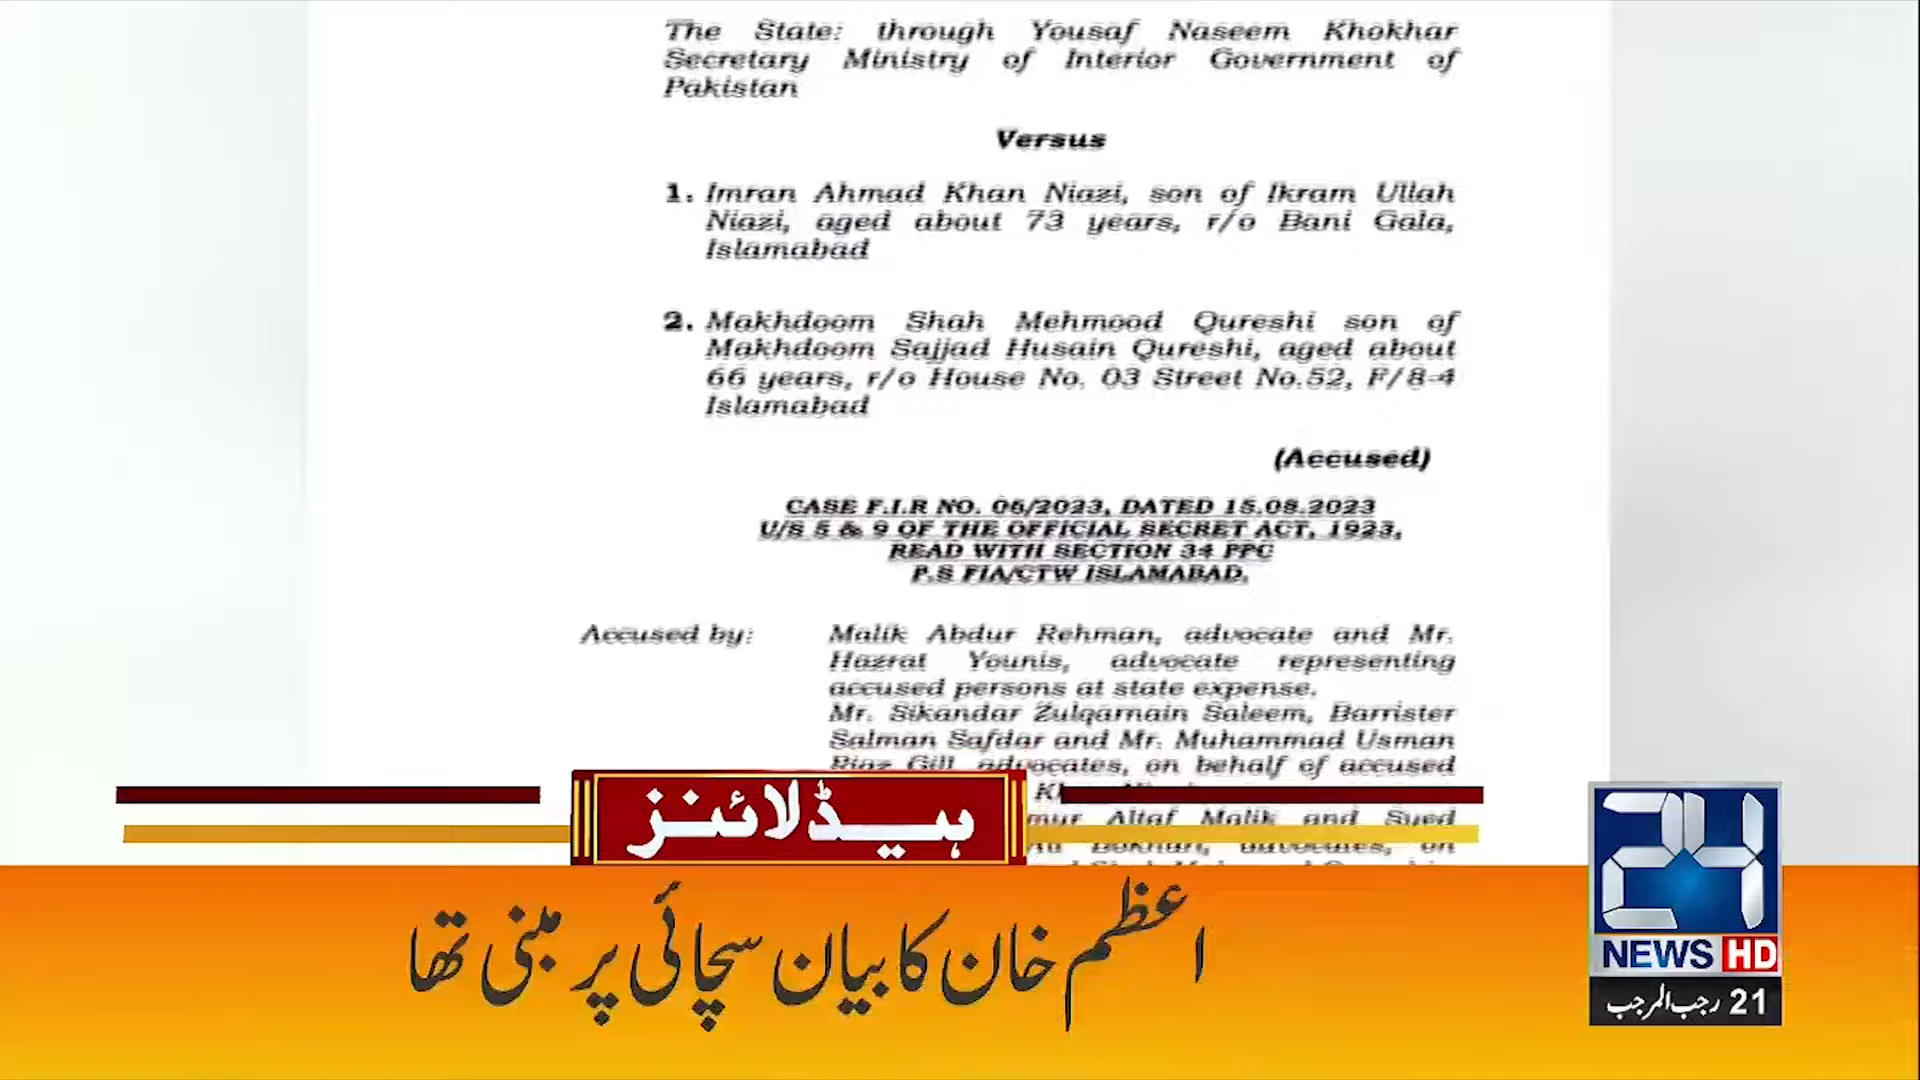 The State: through Yousaf Naseem Khokhar
Secretary Ministry of Interior Government of
Pakistan
Versus
1. Imran Ahmad Khan Niazi, son of Ikram Ullah
Niazi, aged about 73 years, r/o Bani Gala,
Islamabad
2. Makhdoom Shah Mehmood Qureshi son of
Makhdoom Sajjad Husain Qureshi, aged about
66 years, r/o House No. 03 Street No.52, F/8-4
Islamabad
(Accused)
CASE F.I.R NO. 06/2023, DATED 15.08.2023
U/S 5 & 9 OF THE OFFICIAL SECRET ACT, 1923,
READ WITH SECTION 34 PPC
P.S FIA/CTW ISLAMABAD.
Accused by: Malik Abdur Rehman, advocate and Mr.
Hazrat Younis, advocate representing
accused persons at state expense.
Mr. Sikandar Zulqarnain Saleem, Barrister
Salman Safdar and Mr. Muhammad Usman
Riaz Gill, advocates, on behalf of accused
Altaf Malik and Syed
advocates, on
ہیڈلائنز
اعظم خان کا بیان سچائی پر مبنی تھا
24
NEWS HD
21 رجب المرجب